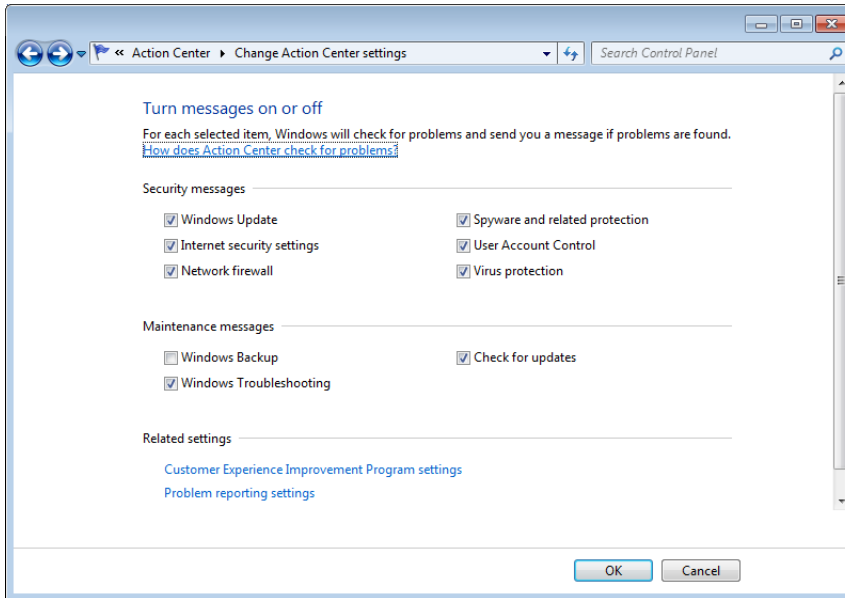 « Action Center ▸ Change Action Center settings
Search Control Panel
Turn messages on or off
For each selected item, Windows will check for problems and send you a message if problems are found.
How does Action Center check for problems?
Security messages
Windows Update
Spyware and related protection
Internet security settings
User Account Control
Network firewall
Virus protection
Maintenance messages
Windows Backup
Check for updates
Windows Troubleshooting
Related settings
Customer Experience Improvement Program settings
Problem reporting settings
OK
Cancel